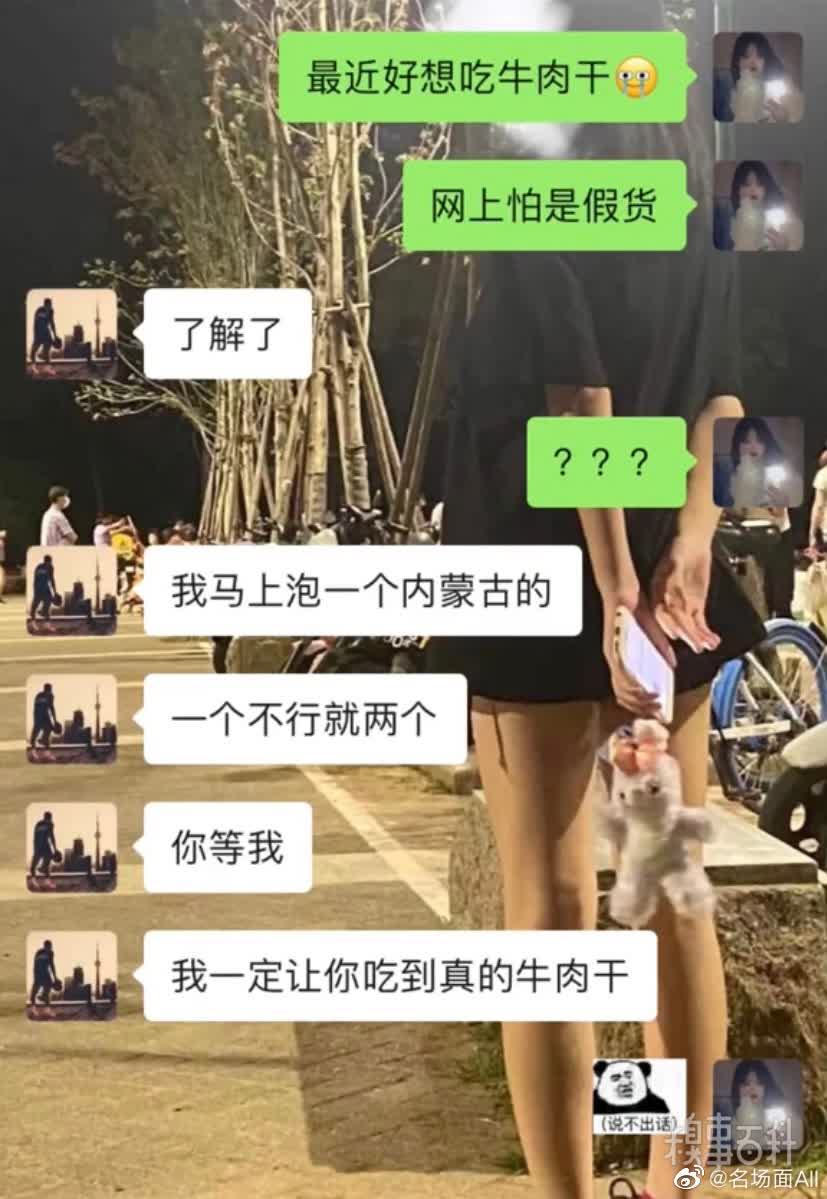 最近好想吃牛肉干😭
网上怕是假货
了解了
？？？
我马上泡一个内蒙古的
一个不行就两个
你等我
我一定让你吃到真的牛肉干
(说不出话)
糗事百科
@名场面All